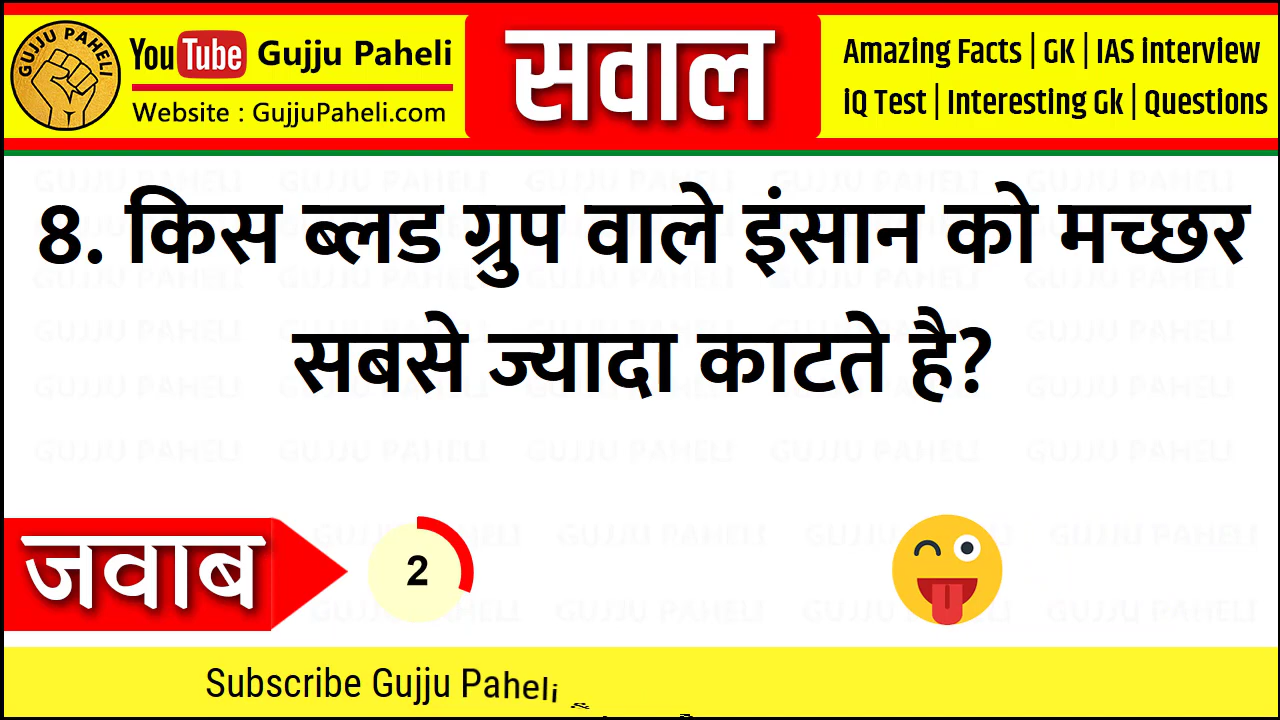 GUJJU PAHELI
YouTube Gujju Paheli
Website : GujjuPaheli.com
सवाल
Amazing Facts | GK | IAS interview
iQ Test | Interesting Gk | Questions
8. किस ब्लड ग्रुप वाले इंसान को मच्छर
सबसे ज्यादा काटते है?
जवाब
2
Subscribe Gujju Paheli